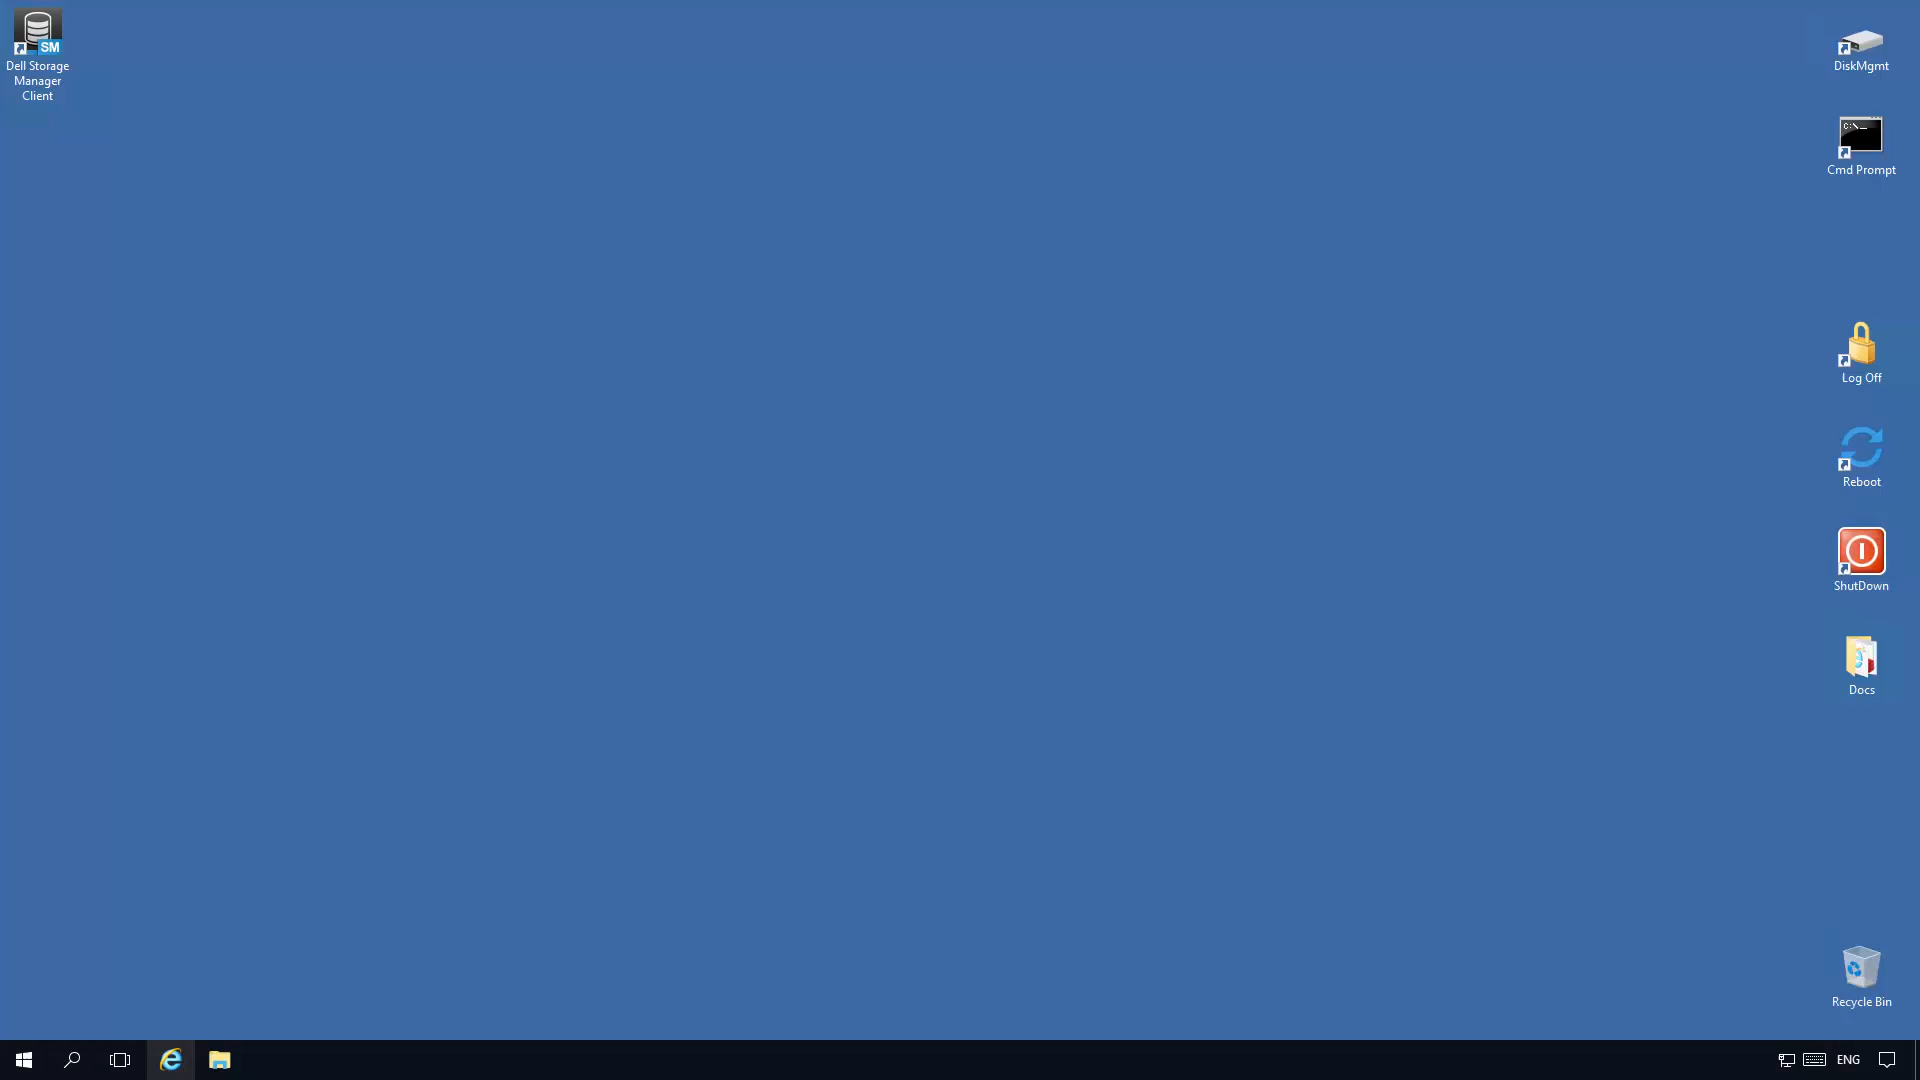 SM
Dell Storage
Manager
Client
DiskMgmt
C:\_
Cmd Prompt
Log Off
Reboot
ShutDown
Docs
Recycle Bin
ENG